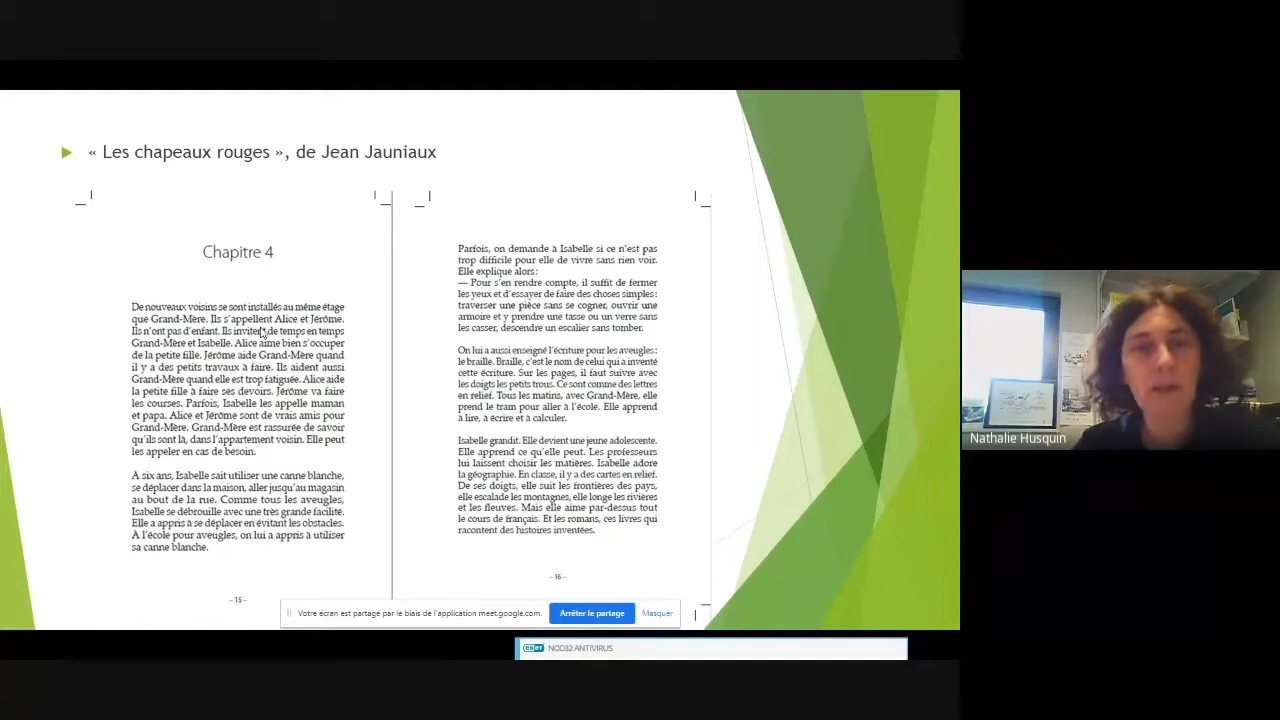 « Les chapeaux rouges », de Jean Jauniaux
Chapitre 4
De nouveaux voisins se sont installés au même étage
que Grand-Mère. Ils s'appellent Alice et Jérôme.
Ils n'ont pas d'enfant. Ils invitent de temps en temps
Grand-Mère et Isabelle. Alice aime bien s'occuper
de la petite fille. Jérôme aide Grand-Mère quand
il y a des petits travaux à faire. Ils aident aussi
Grand-Mère quand elle est trop fatiguée. Alice aide
la petite fille à faire ses devoirs. Jérôme va faire
les courses. Parfois, Isabelle les appelle maman
et papa. Alice et Jérôme sont de vrais amis pour
Grand-Mère. Grand-Mère est rassurée de savoir
qu'ils sont là, dans l'appartement voisin. Elle peut
les appeler en cas de besoin.
À six ans, Isabelle sait utiliser une canne blanche,
se déplacer dans la maison, aller jusqu'au magasin
au bout de la rue. Comme tous les aveugles,
Isabelle se débrouille avec une très grande facilité.
Elle a appris à se déplacer en évitant les obstacles.
À l'école pour aveugles, on lui a appris à utiliser
sa canne blanche.
– 15 –
Parfois, on demande à Isabelle si ce n'est pas
trop difficile pour elle de vivre sans rien voir.
Elle explique alors :
— Pour s'en rendre compte, il suffit de fermer
les yeux et d'essayer de faire des choses simples :
traverser une pièce sans se cogner, ouvrir une
armoire et y prendre une tasse ou un verre sans
les casser, descendre un escalier sans tomber.
On lui a aussi enseigné l'écriture pour les aveugles :
le braille. Braille, c'est le nom de celui qui a inventé
cette écriture. Sur les pages, il faut suivre avec
les doigts les petits trous. Ce sont comme des lettres
en relief. Tous les matins, avec Grand-Mère, elle
prend le tram pour aller à l'école. Elle apprend
à lire, à écrire et à calculer.
Isabelle grandit. Elle devient une jeune adolescente.
Elle apprend ce qu'elle peut. Les professeurs
lui laissent choisir les matières. Isabelle adore
la géographie. En classe, il y a des cartes en relief.
De ses doigts, elle suit les frontières des pays,
elle escalade les montagnes, elle longe les rivières
et les fleuves. Mais elle aime par-dessus tout
le cours de français. Et les romans, ces livres qui
racontent des histoires inventées.
– 16 –
Votre écran est partagé par le biais de l'application meet.google.com.
Arrêter le partage
Masquer
eset NOD32 ANTIVIRUS
Nathalie Husquin